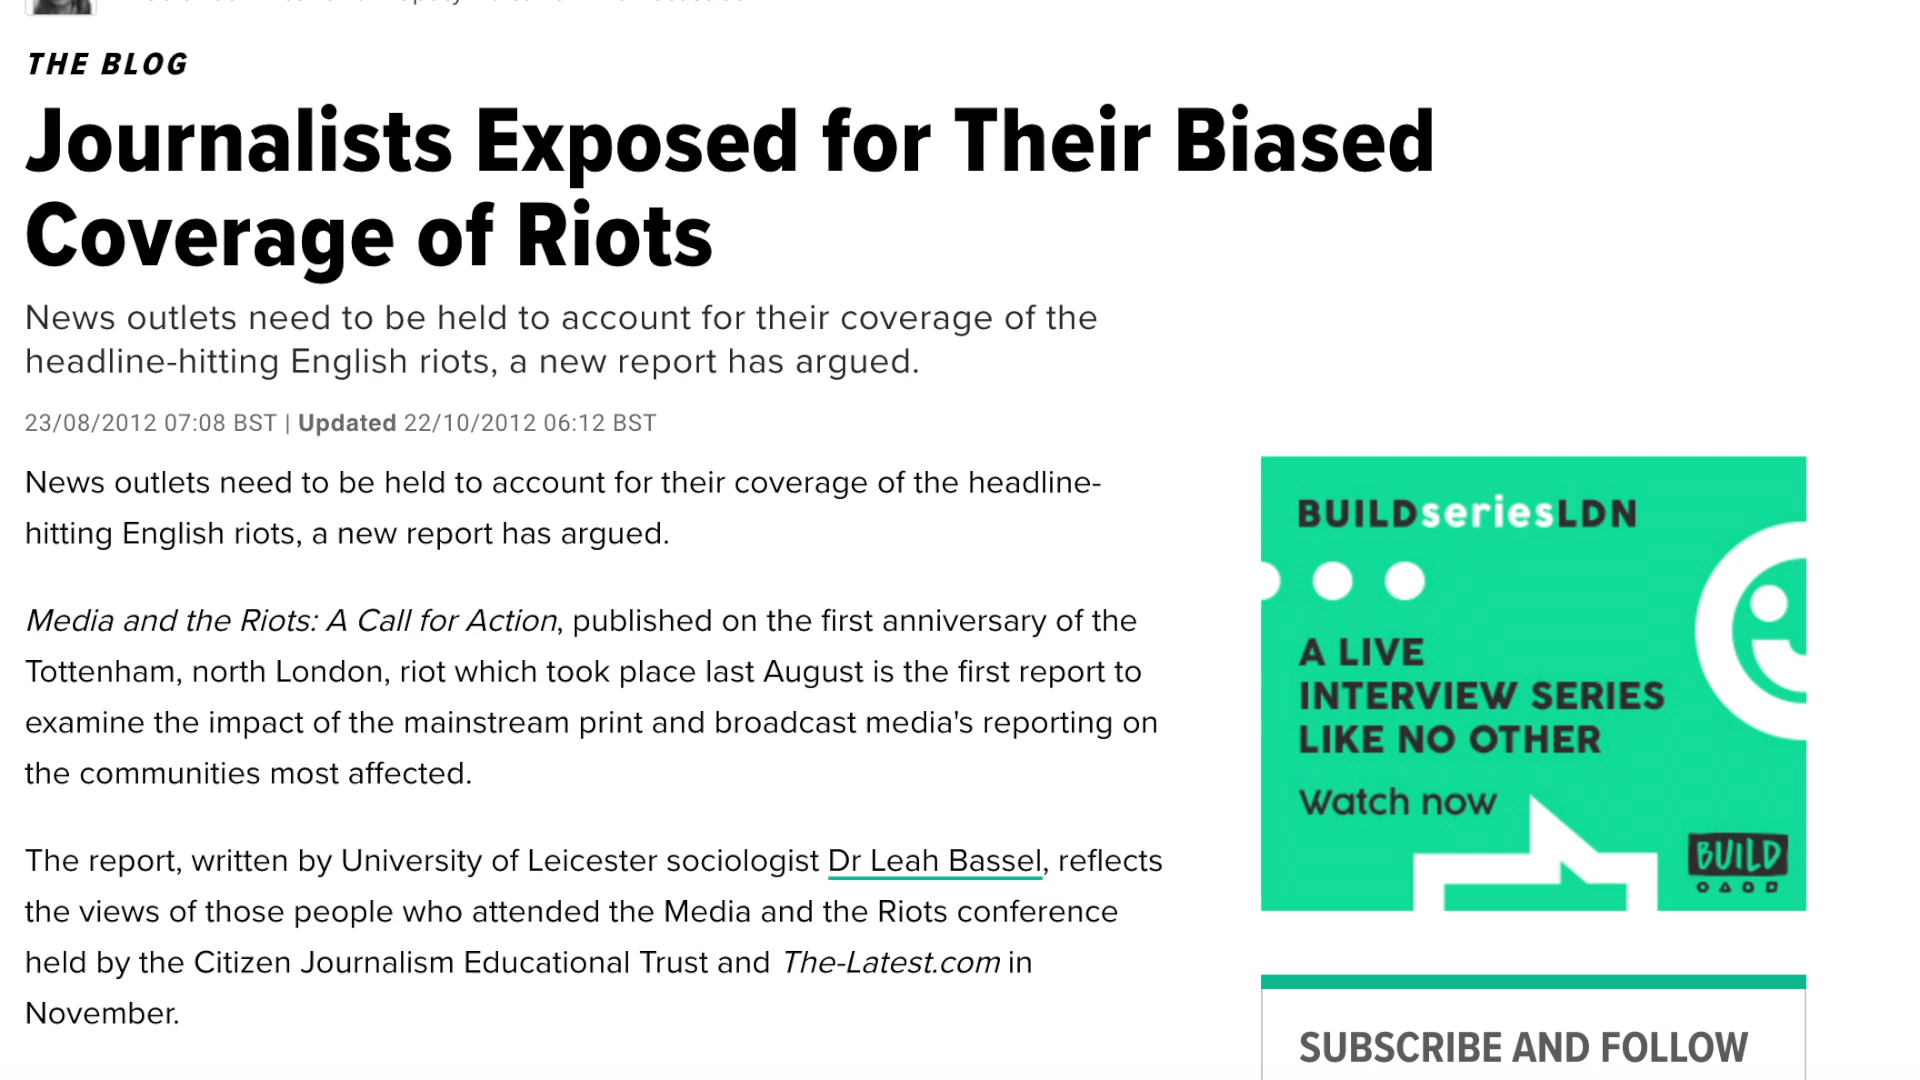 THE BLOG
Journalists Exposed for Their Biased
Coverage of Riots
News outlets need to be held to account for their coverage of the
headline-hitting English riots, a new report has argued.
23/08/2012 07:08 BST | Updated 22/10/2012 06:12 BST
News outlets need to be held to account for their coverage of the headline-
hitting English riots, a new report has argued.
Media and the Riots: A Call for Action, published on the first anniversary of the
Tottenham, north London, riot which took place last August is the first report to
examine the impact of the mainstream print and broadcast media's reporting on
the communities most affected.
The report, written by University of Leicester sociologist Dr Leah Bassel, reflects
the views of those people who attended the Media and the Riots conference
held by the Citizen Journalism Educational Trust and The-Latest.com in
November.
BUILDseriesLDN
A LIVE
INTERVIEW SERIES
LIKE NO OTHER
Watch now
BUILD
SUBSCRIBE AND FOLLOW